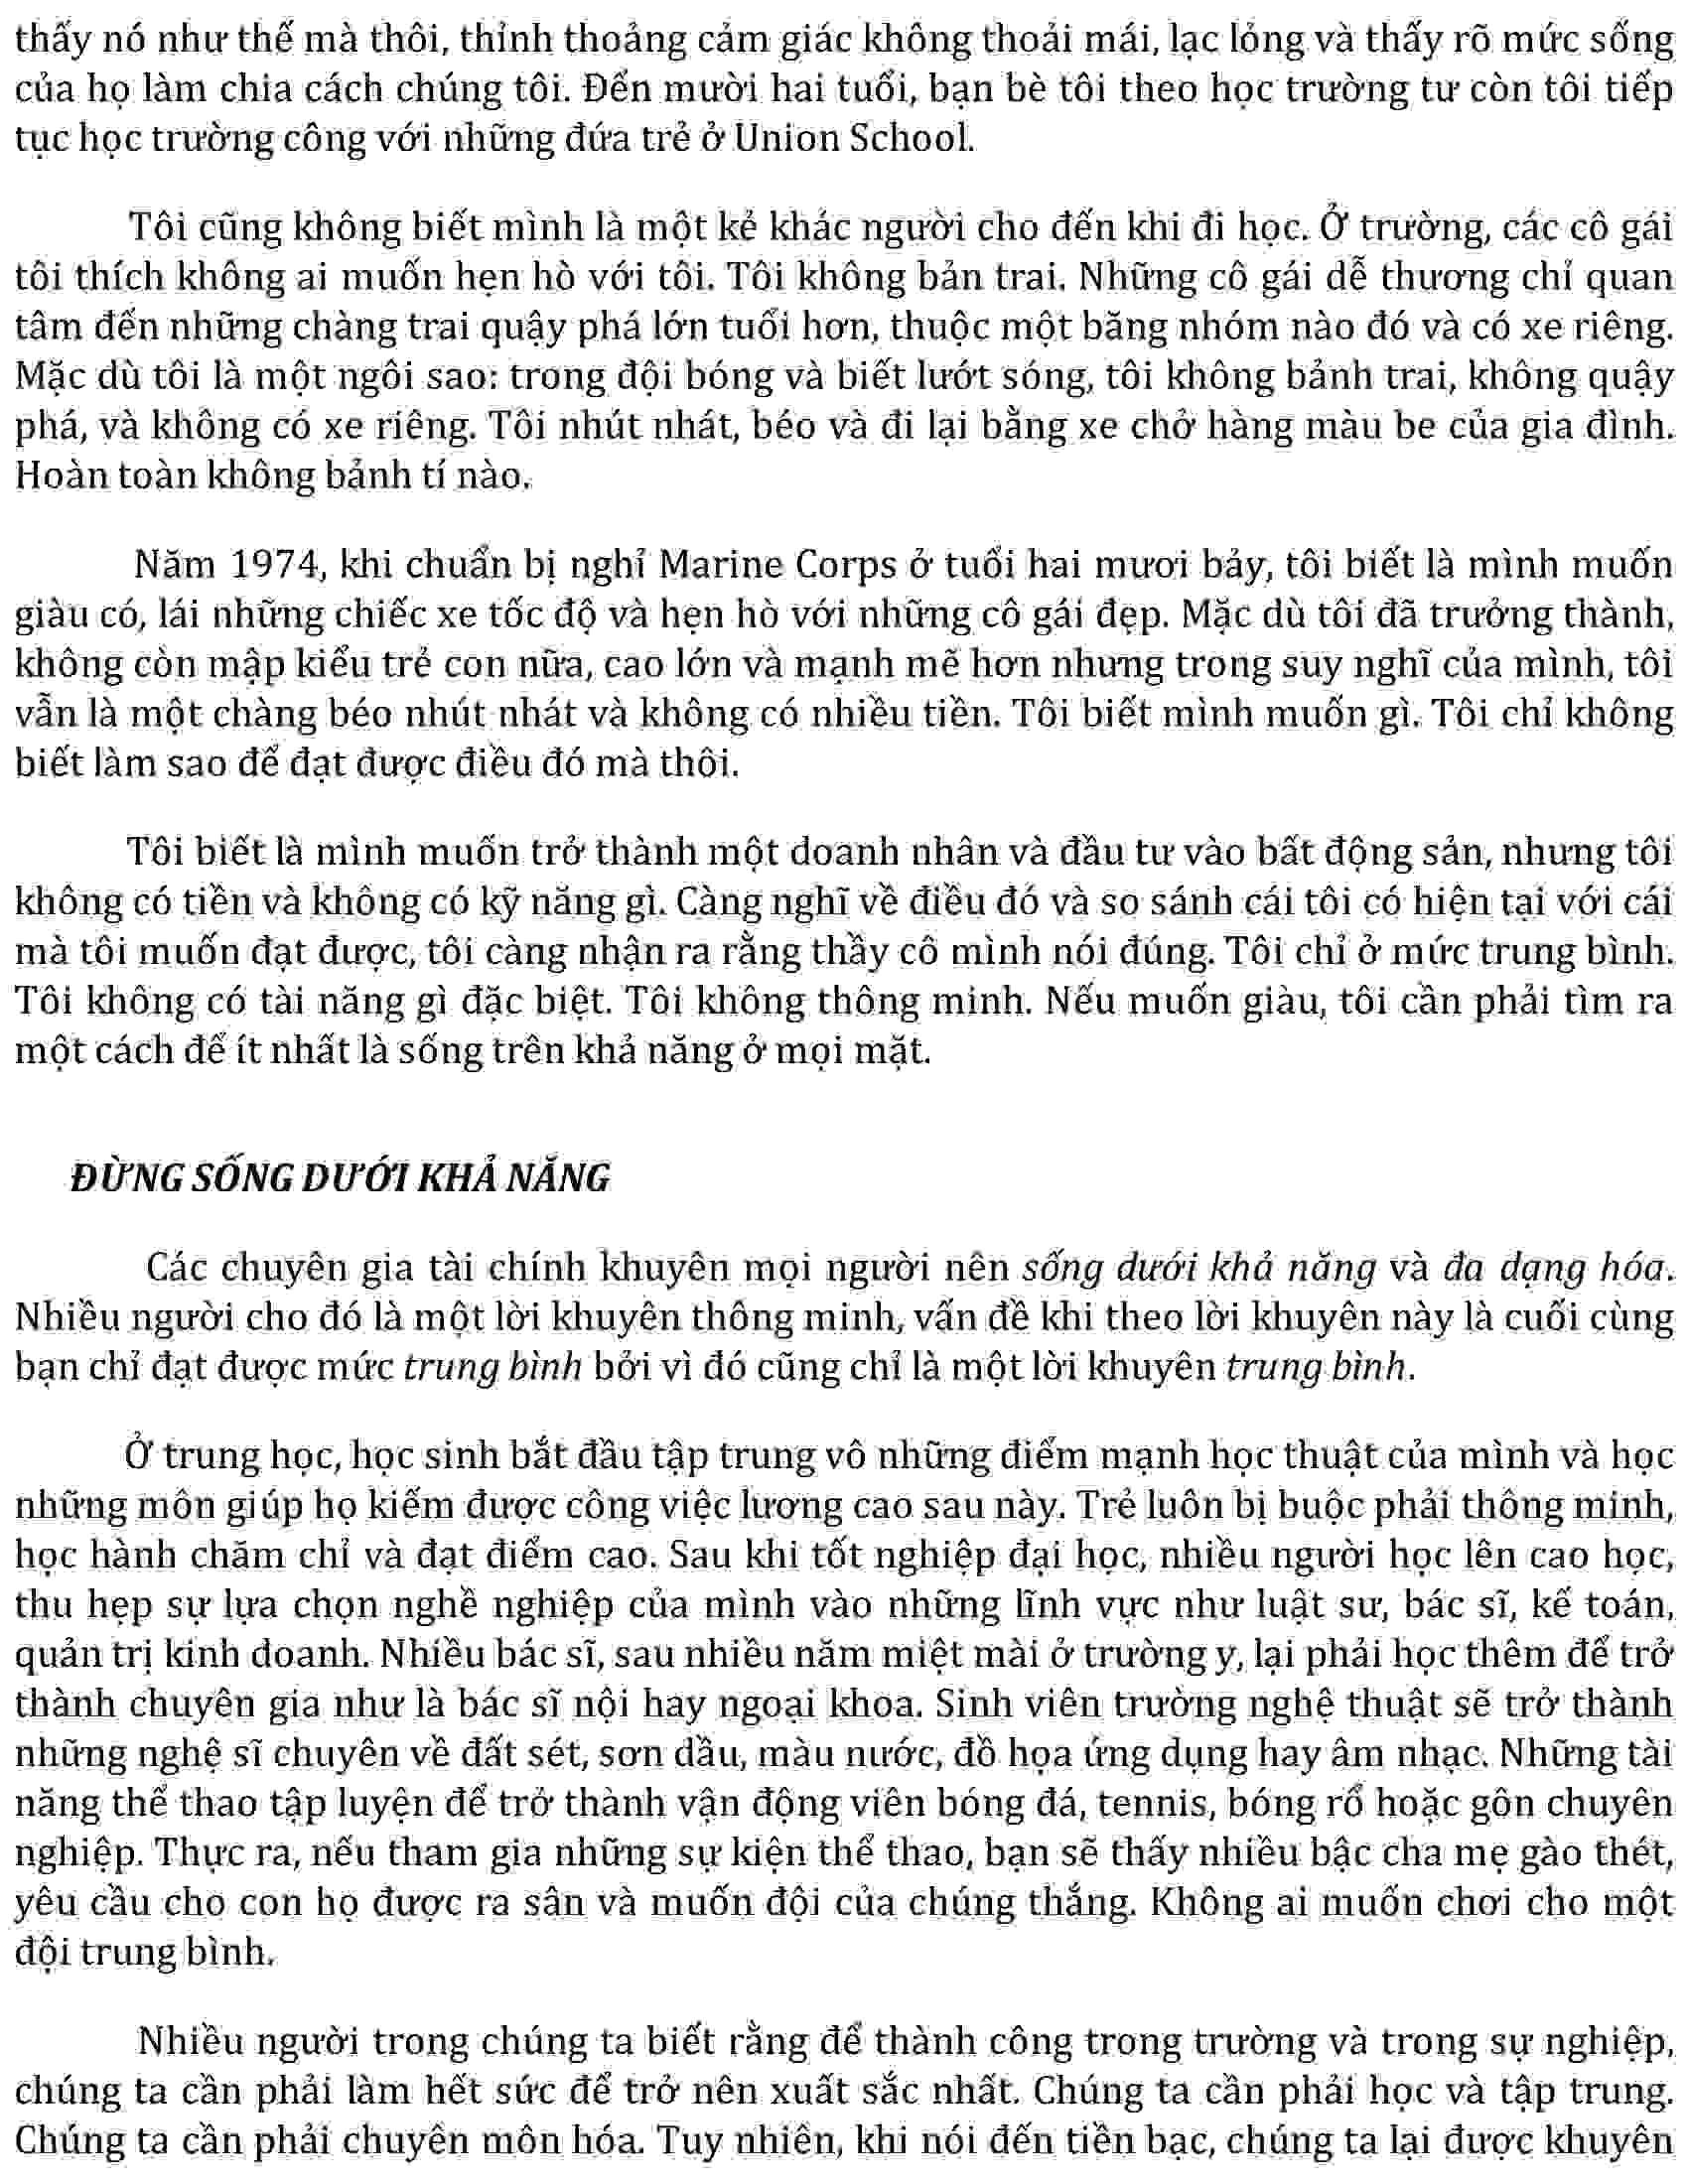 thấy nó như thế mà thôi, thỉnh thoảng cảm giác không thoải mái, lạc lỏng và thấy rõ mức sống
của họ làm chia cách chúng tôi. Đến mười hai tuổi, bạn bè tôi theo học trường tư còn tôi tiếp
tục học trường công với những đứa trẻ ở Union School.
Tôi cũng không biết mình là một kẻ khác người cho đến khi đi học. Ở trường, các cô gái
tôi thích không ai muốn hẹn hò với tôi. Tôi không bản trai. Những cô gái dễ thương chỉ quan
tâm đến những chàng trai quậy phá lớn tuổi hơn, thuộc một băng nhóm nào đó và có xe riêng.
Mặc dù tôi là một ngôi sao: trong đội bóng và biết lướt sóng, tôi không bảnh trai, không quậy
phá, và không có xe riêng. Tôi nhút nhát, béo và đi lại bằng xe chở hàng màu be của gia đình.
Hoàn toàn không bảnh tí nào.
Năm 1974, khi chuẩn bị nghỉ Marine Corps ở tuổi hai mươi bảy, tôi biết là mình muốn
giàu có, lái những chiếc xe tốc độ và hẹn hò với những cô gái đẹp. Mặc dù tôi đã trưởng thành,
không còn mập kiểu trẻ con nữa, cao lớn và mạnh mẽ hơn nhưng trong suy nghĩ của mình, tôi
vẫn là một chàng béo nhút nhát và không có nhiều tiền. Tôi biết mình muốn gì. Tôi chỉ không
biết làm sao để đạt được điều đó mà thôi.
Tôi biết là mình muốn trở thành một doanh nhân và đầu tư vào bất động sản, nhưng tôi
không có tiền và không có kỹ năng gì. Càng nghĩ về điều đó và so sánh cái tôi có hiện tại với cái
mà tôi muốn đạt được, tôi càng nhận ra rằng thầy cô mình nói đúng. Tôi chỉ ở mức trung bình.
Tôi không có tài năng gì đặc biệt. Tôi không thông minh. Nếu muốn giàu, tôi cần phải tìm ra
một cách để ít nhất là sống trên khả năng ở mọi mặt.
ĐỪNG SỐNG DƯỚI KHẢ NĂNG
Các chuyên gia tài chính khuyên mọi người nên sống dưới khả năng và đa dạng hóa.
Nhiều người cho đó là một lời khuyên thông minh, vấn đề khi theo lời khuyên này là cuối cùng
bạn chỉ đạt được mức trung bình bởi vì đó cũng chỉ là một lời khuyên trung bình.
Ở trung học, học sinh bắt đầu tập trung vô những điểm mạnh học thuật của mình và học
những môn giúp họ kiếm được công việc lương cao sau này. Trẻ luôn bị buộc phải thông minh,
học hành chăm chỉ và đạt điểm cao. Sau khi tốt nghiệp đại học, nhiều người học lên cao học,
thu hẹp sự lựa chọn nghề nghiệp của mình vào những lĩnh vực như luật sư, bác sĩ, kế toán,
quản trị kinh doanh. Nhiều bác sĩ, sau nhiều năm miệt mài ở trường y, lại phải học thêm để trở
thành chuyên gia như là bác sĩ nội hay ngoại khoa. Sinh viên trường nghệ thuật sẽ trở thành
những nghệ sĩ chuyên về đất sét, sơn dầu, màu nước, đồ họa ứng dụng hay âm nhạc. Những tài
năng thể thao tập luyện để trở thành vận động viên bóng đá, tennis, bóng rổ hoặc gôn chuyên
nghiệp. Thực ra, nếu tham gia những sự kiện thể thao, bạn sẽ thấy nhiều bậc cha mẹ gào thét,
yêu cầu cho con họ được ra sân và muốn đội của chúng thắng. Không ai muốn chơi cho một
đội trung bình.
Nhiều người trong chúng ta biết rằng để thành công trong trường và trong sự nghiệp,
chúng ta cần phải làm hết sức để trở nên xuất sắc nhất. Chúng ta cần phải học và tập trung.
Chúng ta cần phải chuyên môn hóa. Tuy nhiên, khi nói đến tiền bạc, chúng ta lại được khuyên